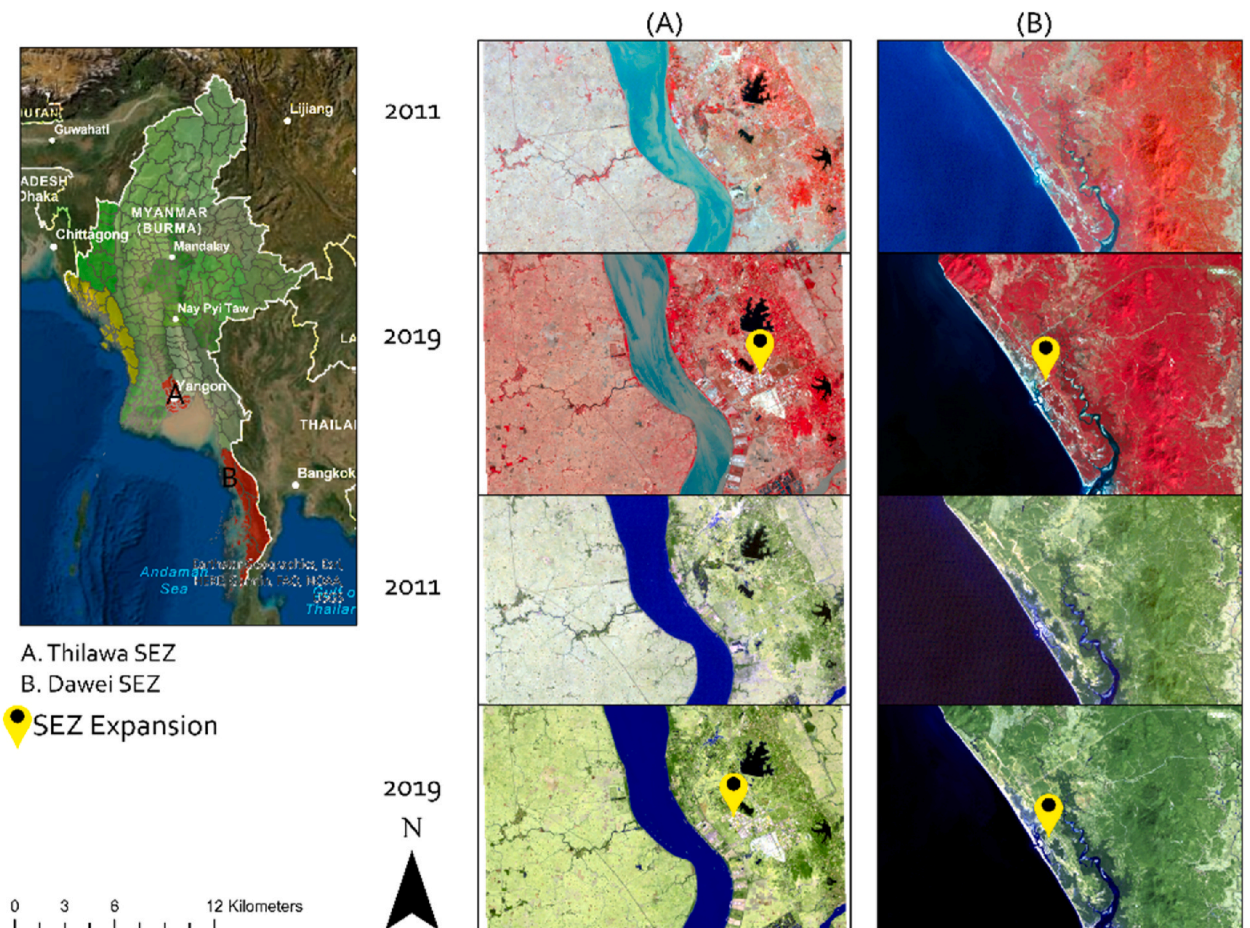 (A)
(B)
2011
2019
2011
2019
Lijiang
Guwahati
Dhaka
MYANMAR
(BURMA)
Chittagong
Mandalay
Nay Pyi Taw
Yangon
A
B
Bangkok
Andaman
Sea
A. Thilawa SEZ
B. Dawei SEZ
SEZ Expansion
N
0 3 6 12 Kilometers